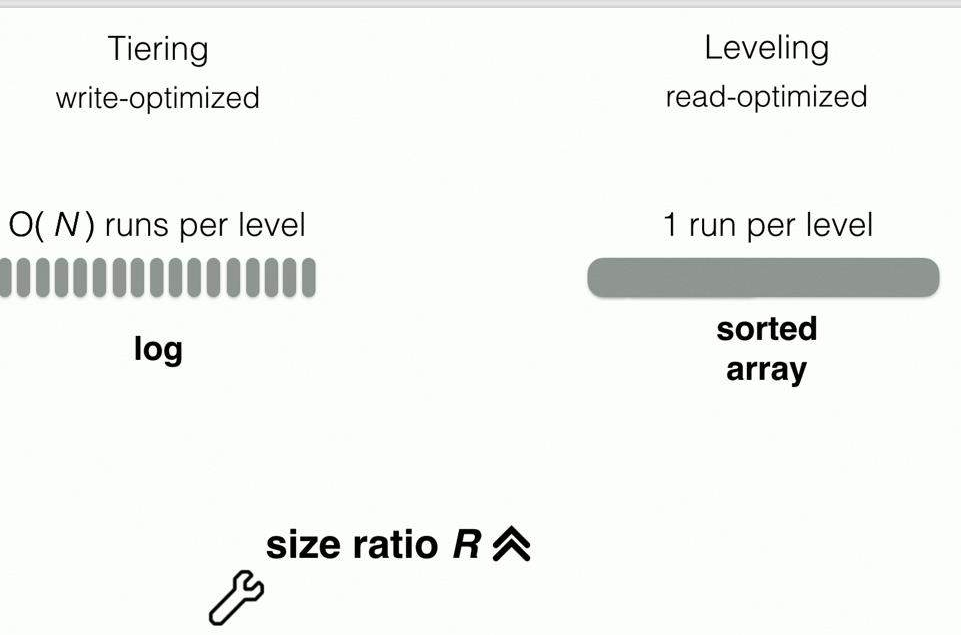 Tiering
write-optimized
Leveling
read-optimized
O( N ) runs per level
log
1 run per level
sorted
array
size ratio R